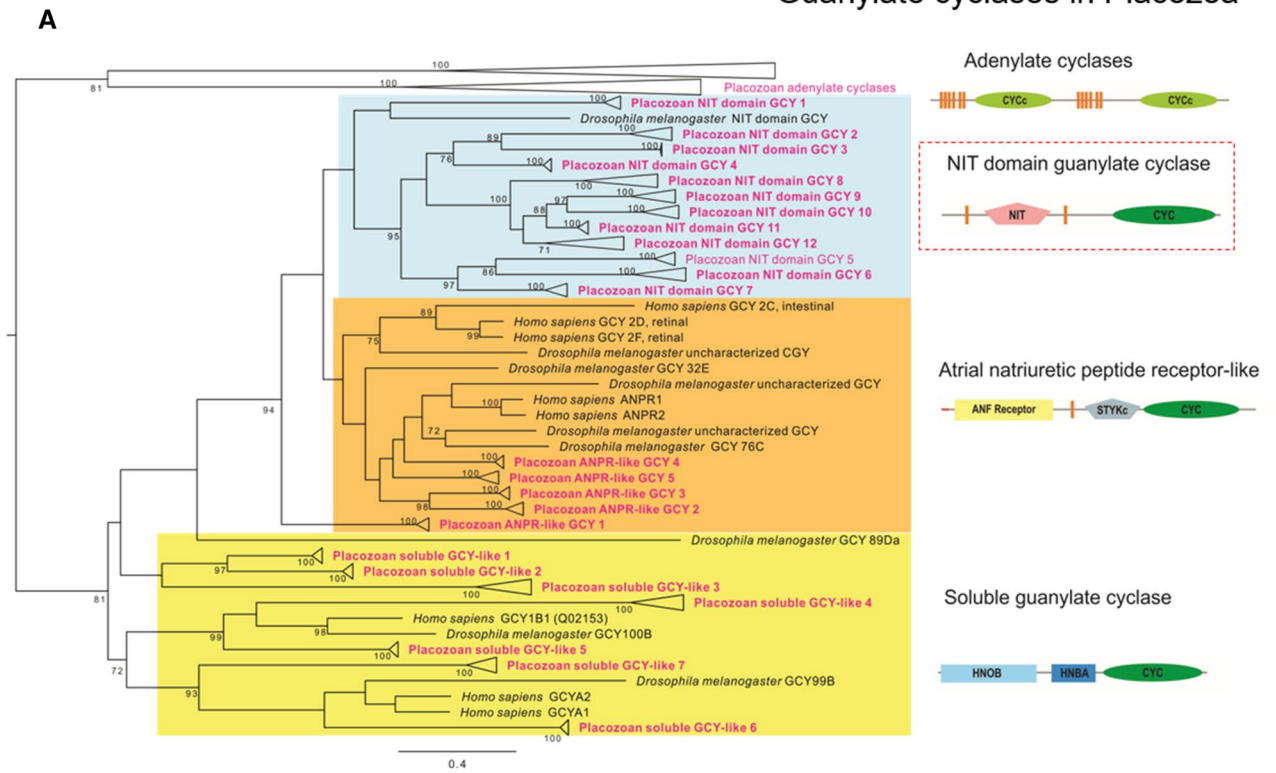 A
Guanylate cyclases in Placozoa
100
81
100
Placozoan adenylate cyclases
100
Placozoan NIT domain GCY 1
Drosophila melanogaster NIT domain GCY
100
Placozoan NIT domain GCY 2
89
100
Placozoan NIT domain GCY 3
76
100
Placozoan NIT domain GCY 4
100
Placozoan NIT domain GCY 8
100
97
100
Placozoan NIT domain GCY 9
88
100
Placozoan NIT domain GCY 10
100
Placozoan NIT domain GCY 11
95
71
Placozoan NIT domain GCY 12
100
Placozoan NIT domain GCY 5
86
100
Placozoan NIT domain GCY 6
97
100
Placozoan NIT domain GCY 7
Homo sapiens GCY 2C, intestinal
89
Homo sapiens GCY 2D, retinal
99
Homo sapiens GCY 2F, retinal
75
Drosophila melanogaster uncharacterized CGY
Drosophila melanogaster GCY 32E
Drosophila melanogaster uncharacterized GCY
100
Homo sapiens ANPR1
Homo sapiens ANPR2
94
72
Drosophila melanogaster uncharacterized GCY
Drosophila melanogaster GCY 76C
100
Placozoan ANPR-like GCY 4
100
Placozoan ANPR-like GCY 5
100
Placozoan ANPR-like GCY 3
98
100
Placozoan ANPR-like GCY 2
100
Placozoan ANPR-like GCY 1
Drosophila melanogaster GCY 89Da
100
Placozoan soluble GCY-like 1
97
100
Placozoan soluble GCY-like 2
81
100
Placozoan soluble GCY-like 3
100
Placozoan soluble GCY-like 4
Homo sapiens GCY1B1 (Q02153)
99
98
Drosophila melanogaster GCY100B
100
Placozoan soluble GCY-like 5
72
100
Placozoan soluble GCY-like 7
93
Drosophila melanogaster GCY99B
Homo sapiens GCYA2
Homo sapiens GCYA1
100
Placozoan soluble GCY-like 6
0.4
Adenylate cyclases
CYCc
CYCc
NIT domain guanylate cyclase
NIT
CYC
Atrial natriuretic peptide receptor-like
ANF Receptor
STYKc
CYC
Soluble guanylate cyclase
HNOB
HNBA
CYC